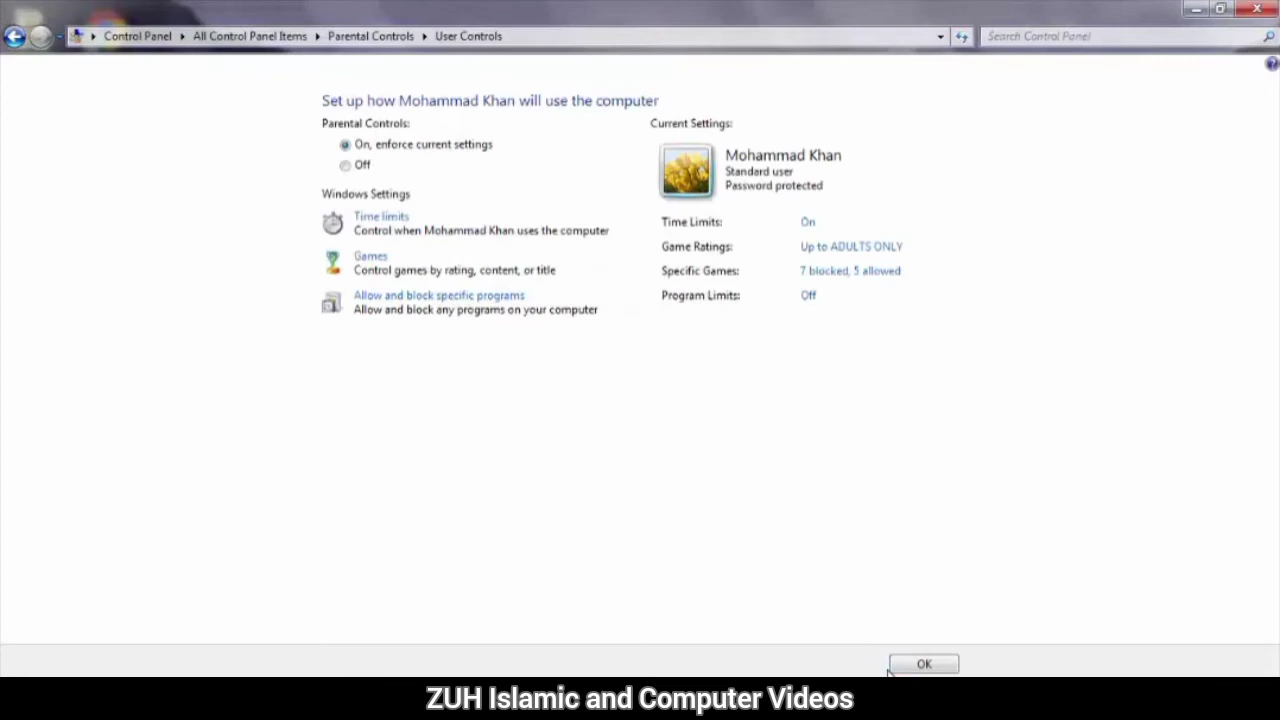 Control Panel All Control Panel Items Parental Controls User Controls
Search Control Panel
Set up how Mohammad Khan will use the computer
Parental Controls:
On, enforce current settings
Off
Windows Settings
Time limits
Control when Mohammad Khan uses the computer
Games
Control games by rating, content, or title
Allow and block specific programs
Allow and block any programs on your computer
Current Settings:
Mohammad Khan
Standard user
Password protected
Time Limits: On
Game Ratings: Up to ADULTS ONLY
Specific Games: 7 blocked, 5 allowed
Program Limits: Off
OK
ZUH Islamic and Computer Videos